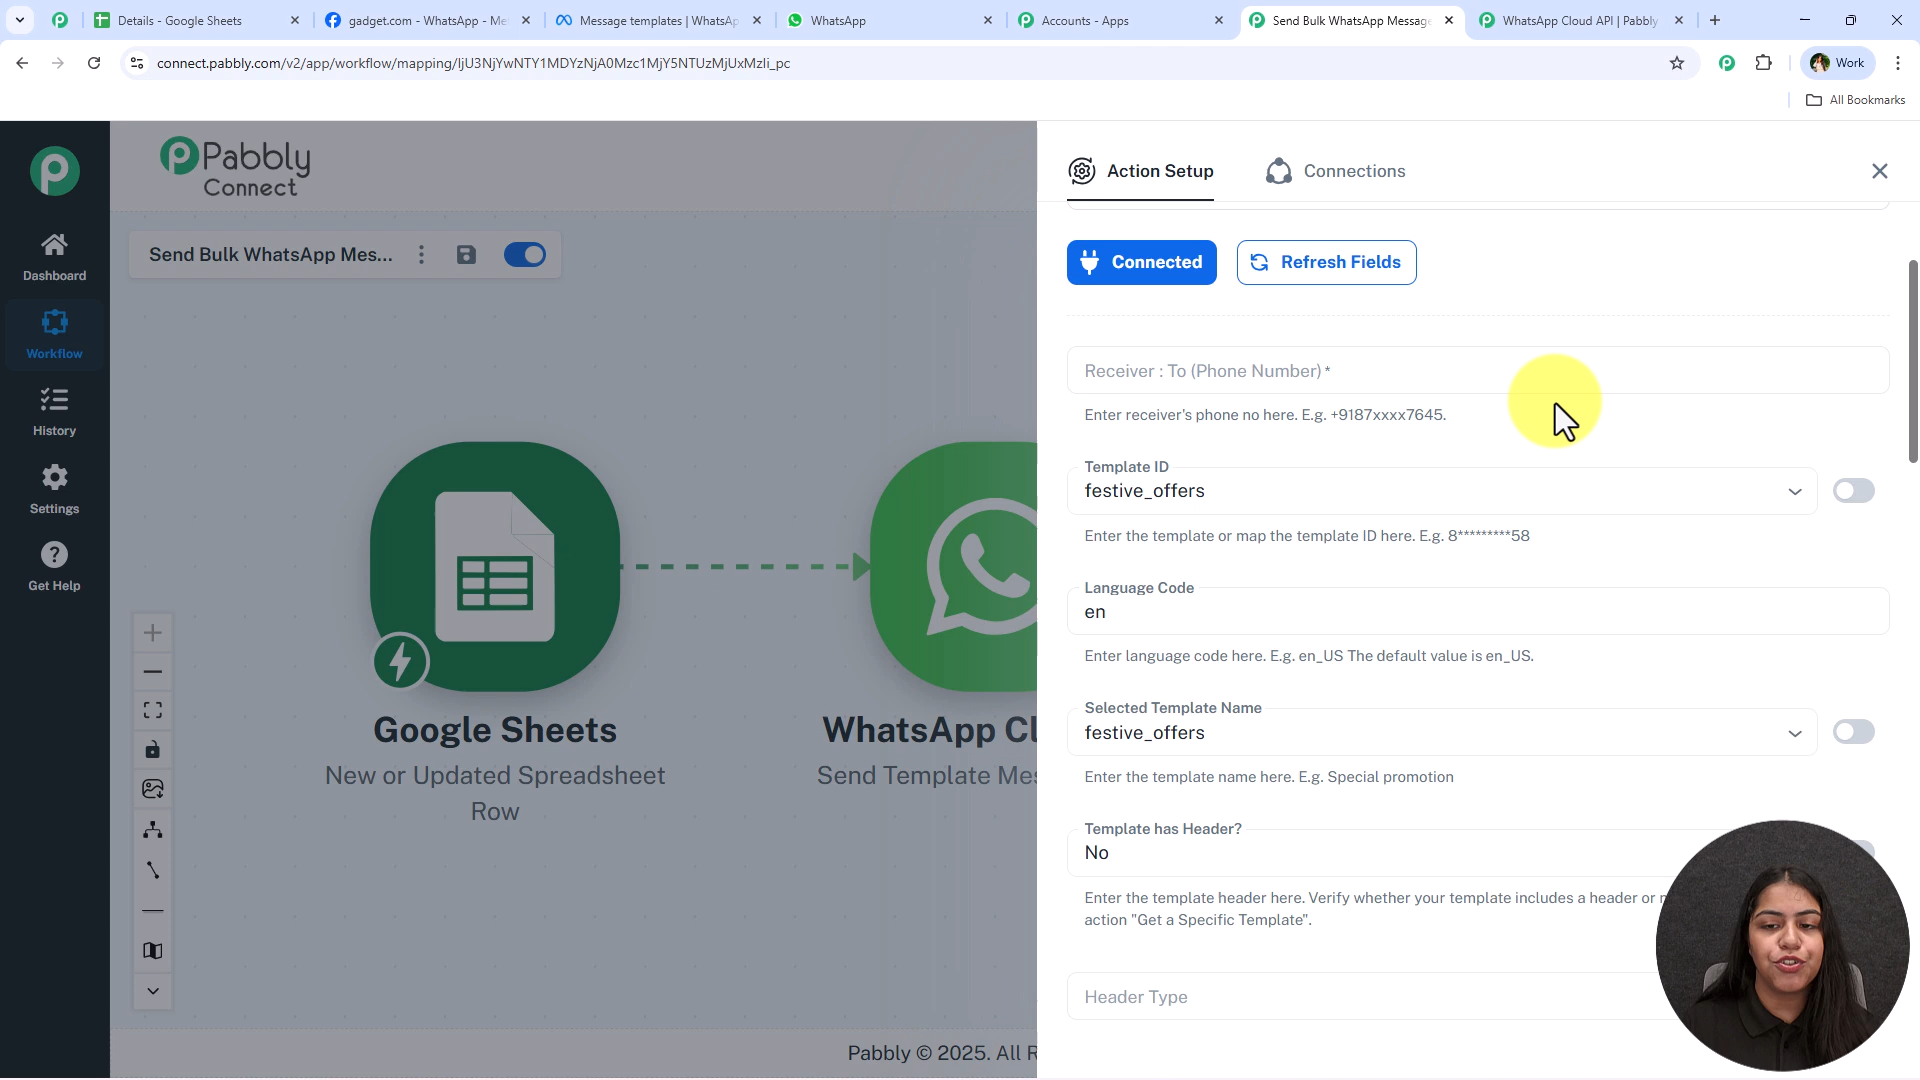 Details - Google Sheets
gadget.com - WhatsApp - Me
Message templates | WhatsAp
WhatsApp
Accounts - Apps
Send Bulk WhatsApp Message
WhatsApp Cloud API | Pabbly
connect.pabbly.com/v2/app/workflow/mapping/IjU3NjYwNTY1MDYzNjA0Mzc1MjY5NTUzMjUxMzIi_pc
Work
All Bookmarks
Pabbly
Connect
Dashboard
Workflow
History
Settings
Get Help
Send Bulk WhatsApp Mes...
Google Sheets
New or Updated Spreadsheet
Row
WhatsApp Cl
Send Template Mes
Pabbly © 2025. All R
Action Setup
Connections
Connected
Refresh Fields
Receiver : To (Phone Number) *
Enter receiver's phone no here. E.g. +9187xxxx7645.
Template ID
festive_offers
Enter the template or map the template ID here. E.g. 8*********58
Language Code
en
Enter language code here. E.g. en_US The default value is en_US.
Selected Template Name
festive_offers
Enter the template name here. E.g. Special promotion
Template has Header?
No
Enter the template header here. Verify whether your template includes a header or
action "Get a Specific Template".
Header Type